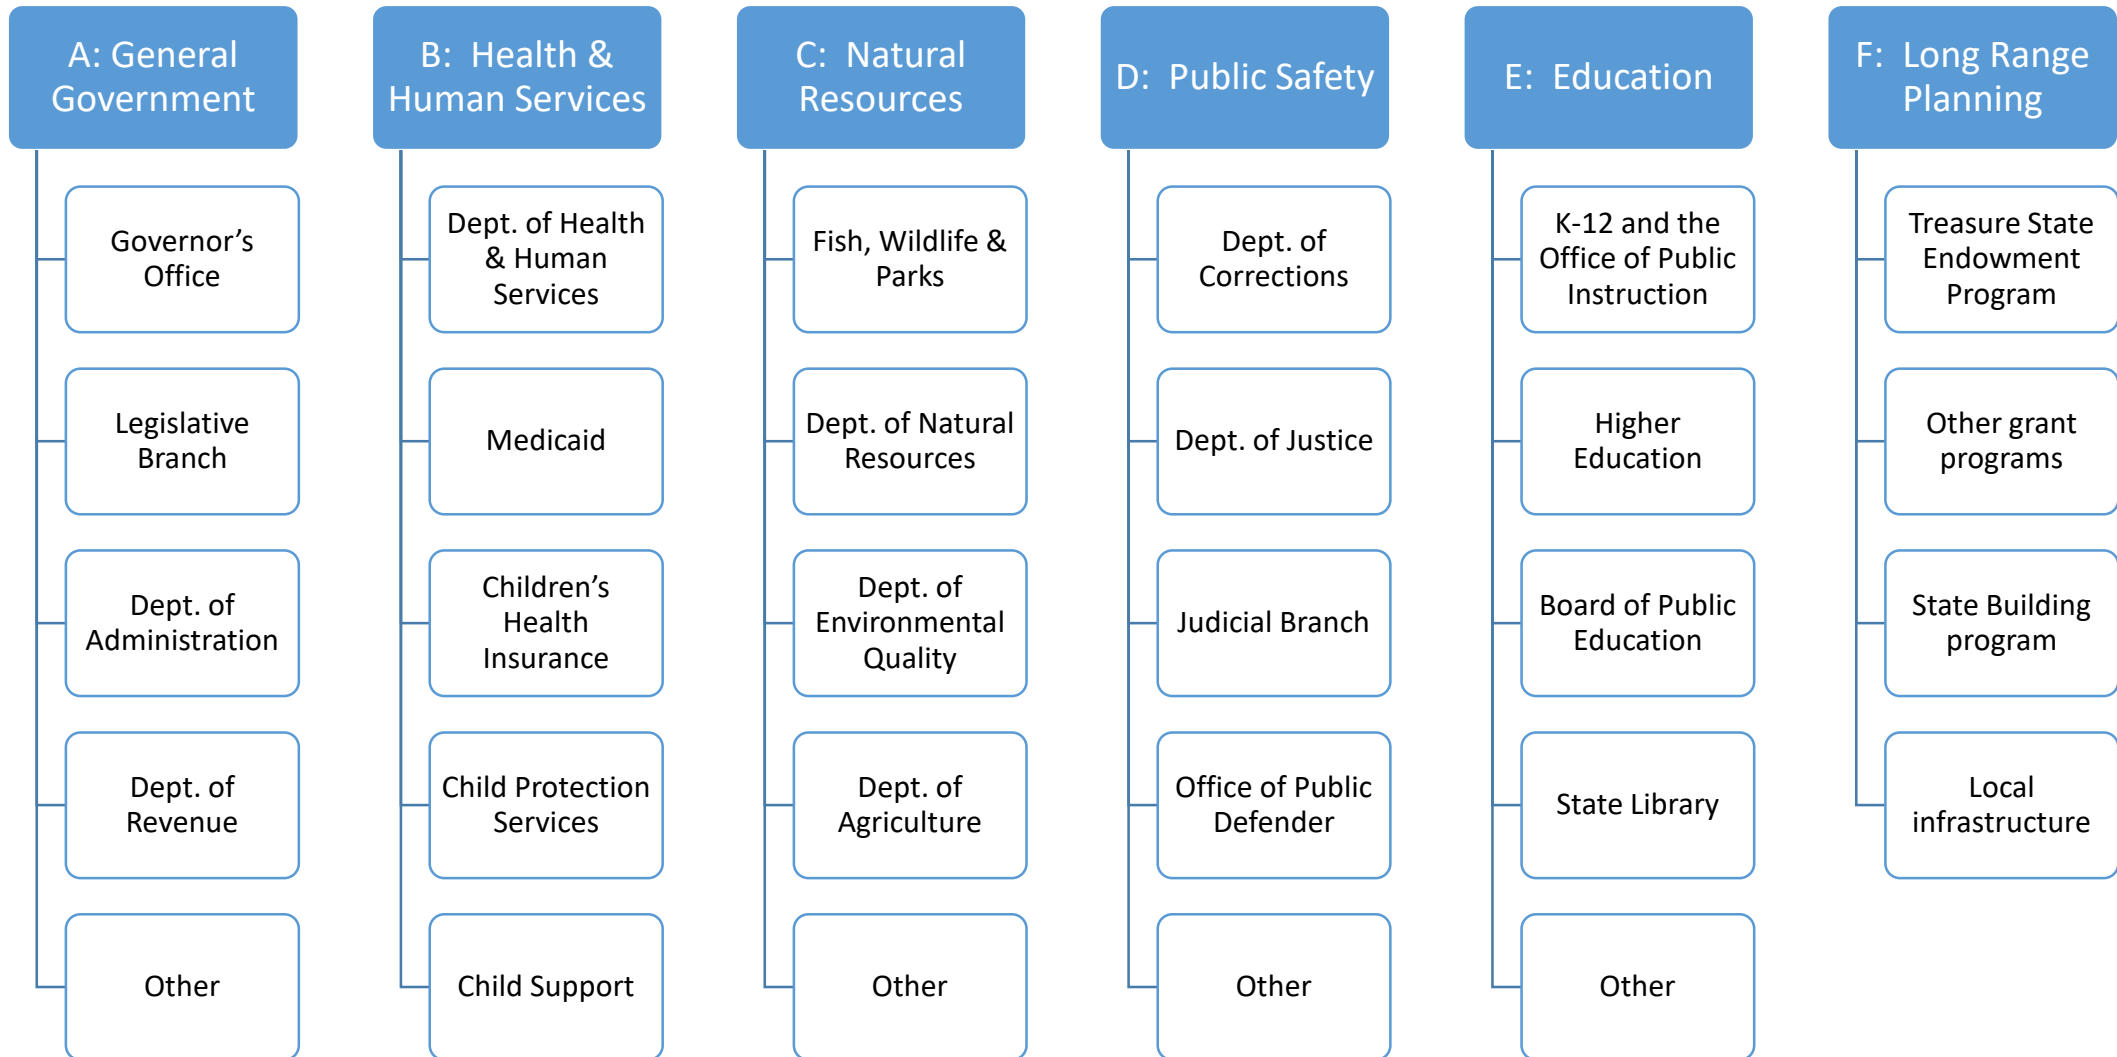 A: General
Government
Governor’s
Office
Legislative
Branch
Dept. of
Administration
Dept. of
Revenue
Other
B: Health &
Human Services
Dept. of Health
& Human
Services
Medicaid
Children’s
Health
Insurance
Child Protection
Services
Child Support
C: Natural
Resources
Fish, Wildlife &
Parks
Dept. of Natural
Resources
Dept. of
Environmental
Quality
Dept. of
Agriculture
Other
D: Public Safety
Dept. of
Corrections
Dept. of Justice
Judicial Branch
Office of Public
Defender
Other
E: Education
K-12 and the
Office of Public
Instruction
Higher
Education
Board of Public
Education
State Library
Other
F: Long Range
Planning
Treasure State
Endowment
Program
Other grant
programs
State Building
program
Local
infrastructure